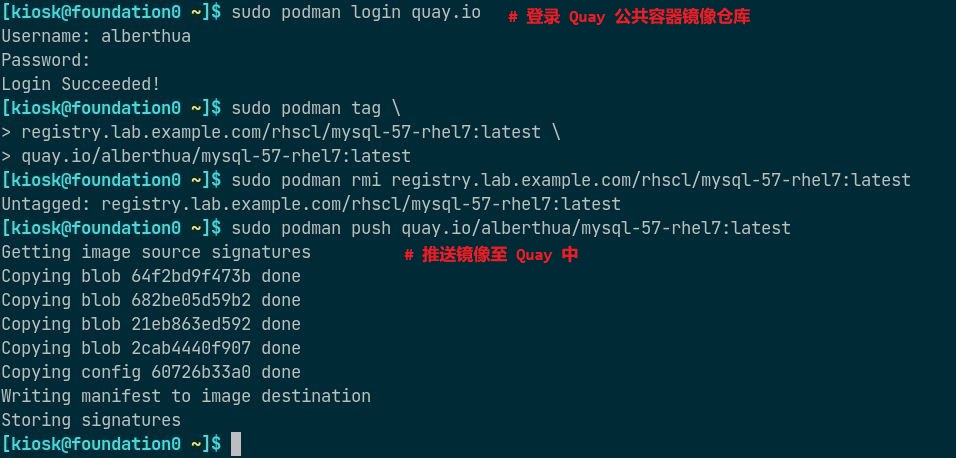 [kiosk@foundation0 ~]$ sudo podman login quay.io # 登录 Quay 公共容器镜像仓库
Username: alberthua
Password:
Login Succeeded!
[kiosk@foundation0 ~]$ sudo podman tag \
> registry.lab.example.com/rhscl/mysql-57-rhel7:latest \
> quay.io/alberthua/mysql-57-rhel7:latest
[kiosk@foundation0 ~]$ sudo podman rmi registry.lab.example.com/rhscl/mysql-57-rhel7:latest
Untagged: registry.lab.example.com/rhscl/mysql-57-rhel7:latest
[kiosk@foundation0 ~]$ sudo podman push quay.io/alberthua/mysql-57-rhel7:latest
Getting image source signatures # 推送镜像至 Quay 中
Copying blob 64f2bd9f473b done
Copying blob 682be05d59b2 done
Copying blob 21eb863ed592 done
Copying blob 2cab4440f907 done
Copying config 60726b33a0 done
Writing manifest to image destination
Storing signatures
[kiosk@foundation0 ~]$